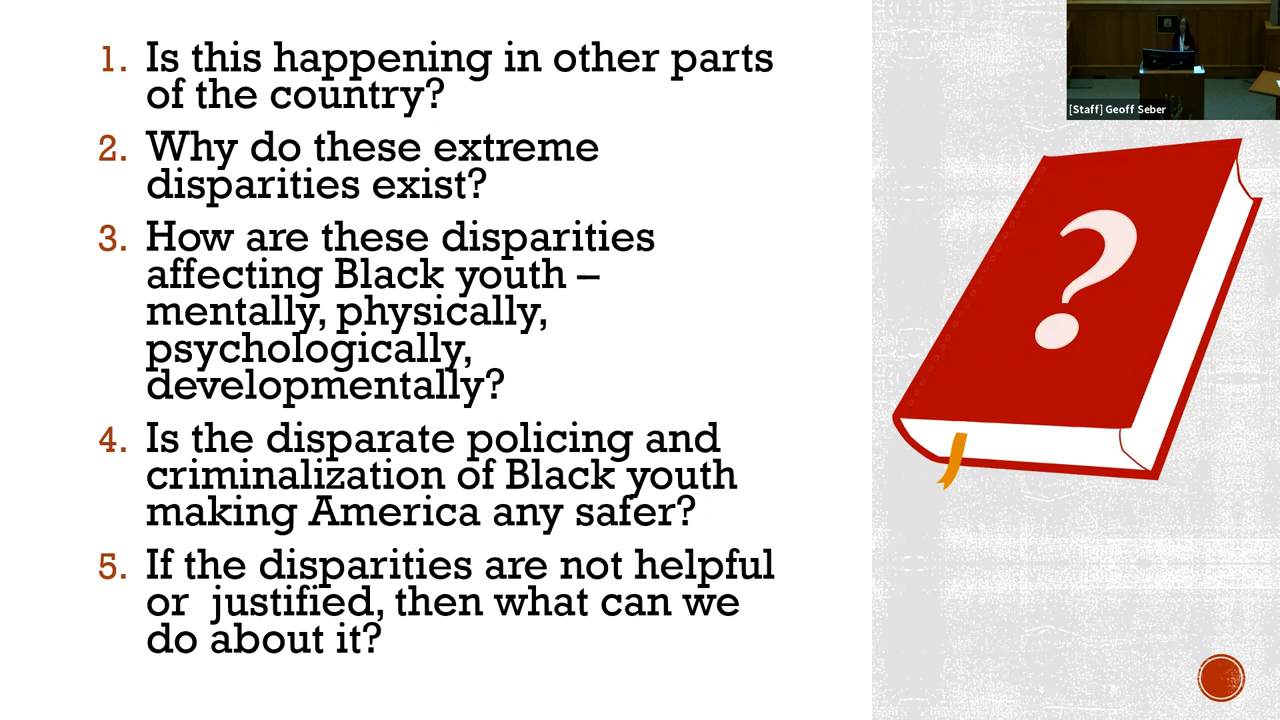 1. Is this happening in other parts
of the country?
2. Why do these extreme
disparities exist?
3. How are these disparities
affecting Black youth –
mentally, physically,
psychologically,
developmentally?
4. Is the disparate policing and
criminalization of Black youth
making America any safer?
5. If the disparities are not helpful
or  justified, then what can we
do about it?
[Staff] Geoff Seber
?